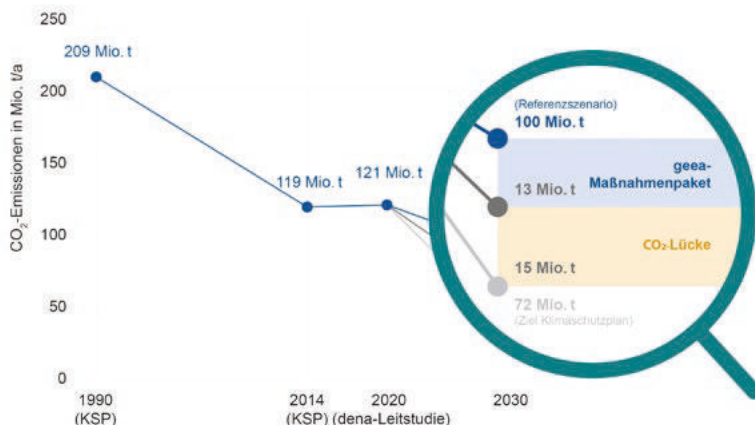 250
200
150
100
50
0
CO₂-Emissionen in Mio. t/a
209 Mio. t
119 Mio. t
121 Mio. t
(Referenzszenario)
100 Mio. t
geea-
Maßnahmenpaket
13 Mio. t
CO₂-Lücke
15 Mio. t
72 Mio. t
(Ziel Klimaschutzplan)
1990
(KSP)
2014
(KSP)
2020
(dena-Leitstudie)
2030